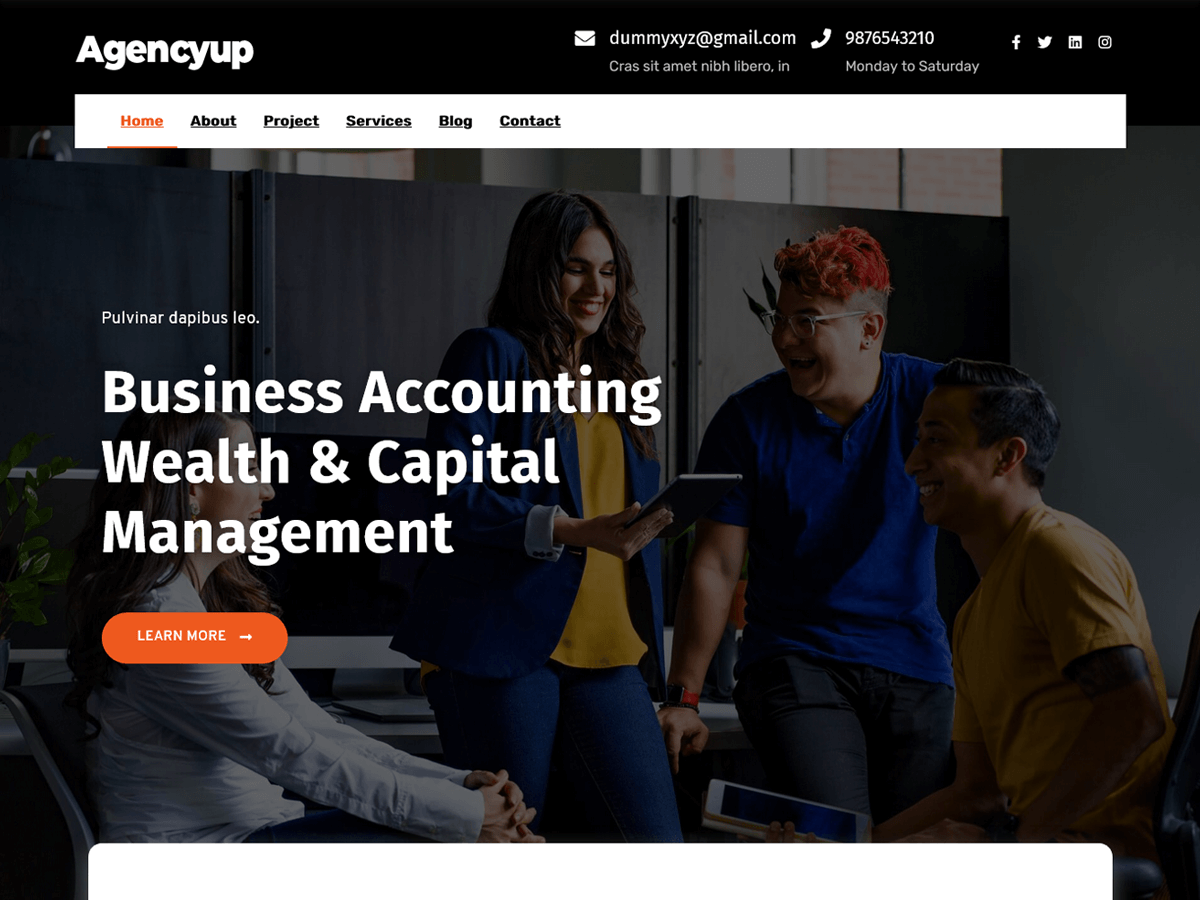 Agencyup
dummyxyz@gmail.com
Cras sit amet nibh libero, in
9876543210
Monday to Saturday
Home About Project Services Blog Contact
Pulvinar dapibus leo.
Business Accounting
Wealth & Capital
Management
LEARN MORE